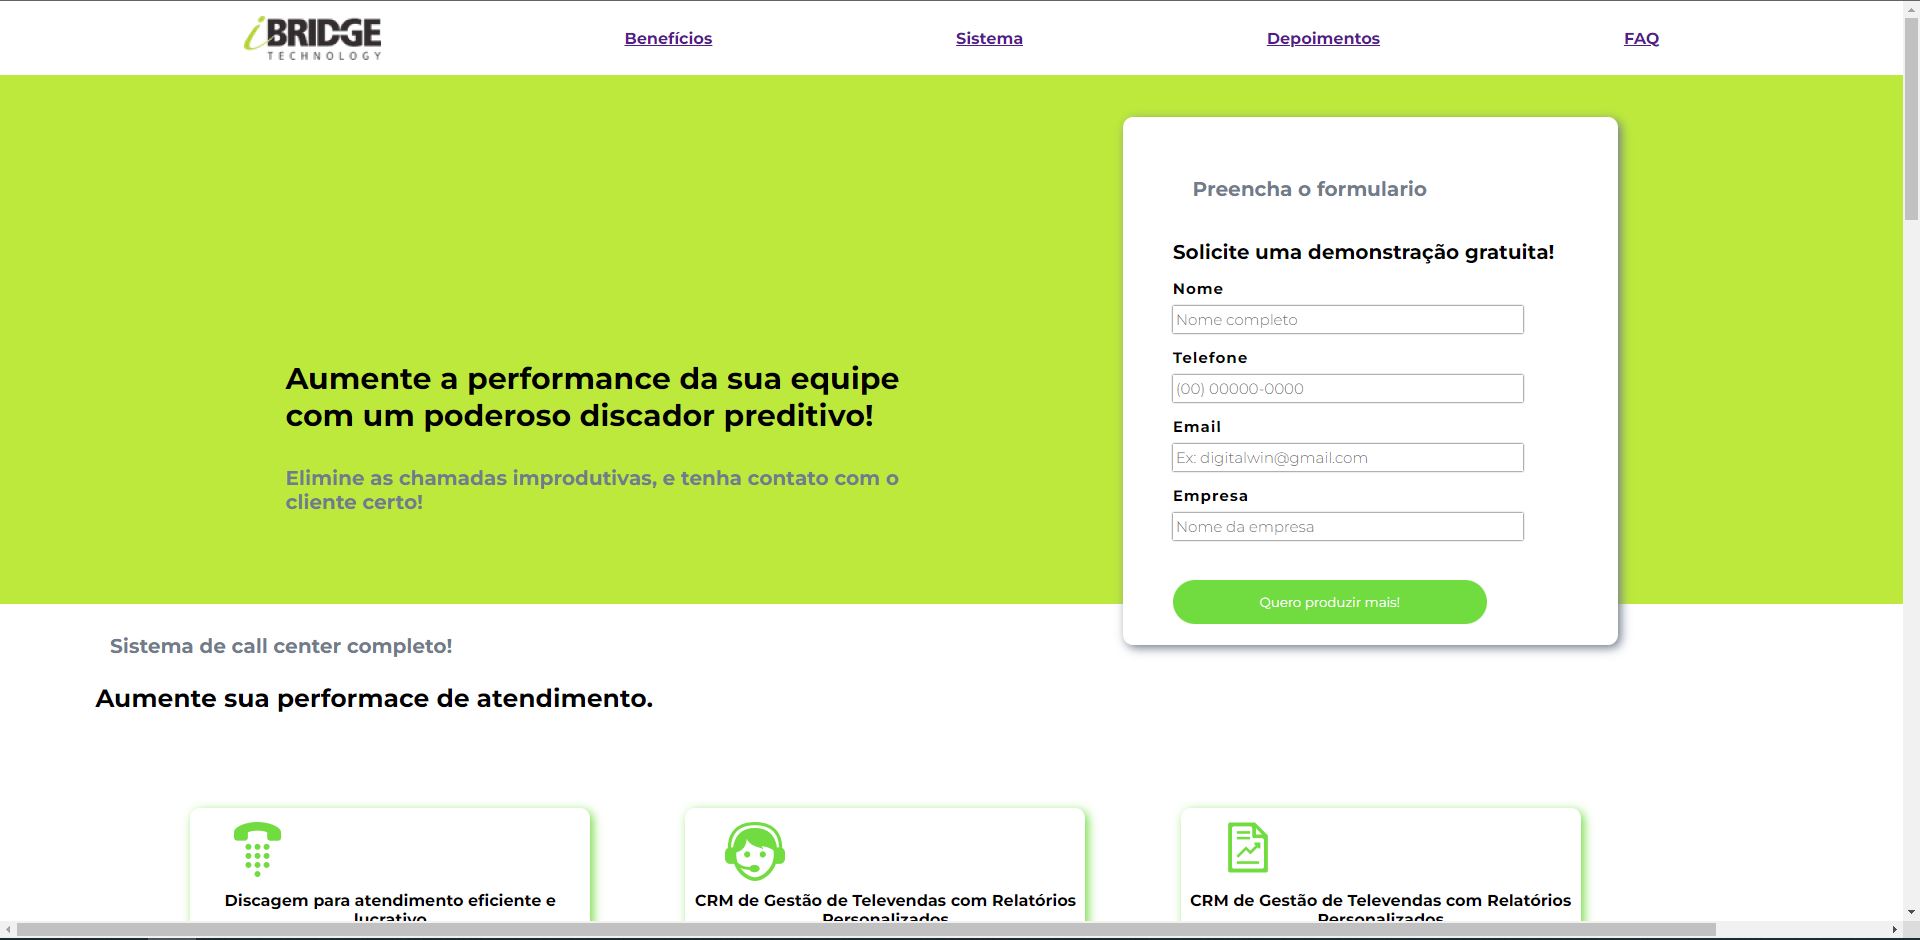 iBRIDGE
TECHNOLOGY
Benefícios
Sistema
Depoimentos
FAQ
Aumente a performance da sua equipe
com um poderoso discador preditivo!
Elimine as chamadas improdutivas, e tenha contato com o
cliente certo!
Preencha o formulario
Solicite uma demonstração gratuita!
Nome
Nome completo
Telefone
(00) 00000-0000
Email
Ex: digitalwin@gmail.com
Empresa
Nome da empresa
Quero produzir mais!
Sistema de call center completo!
Aumente sua performace de atendimento.
Discagem para atendimento eficiente e
lucrativo
CRM de Gestão de Televendas com Relatórios
Personalizados
CRM de Gestão de Televendas com Relatórios
Personalizados